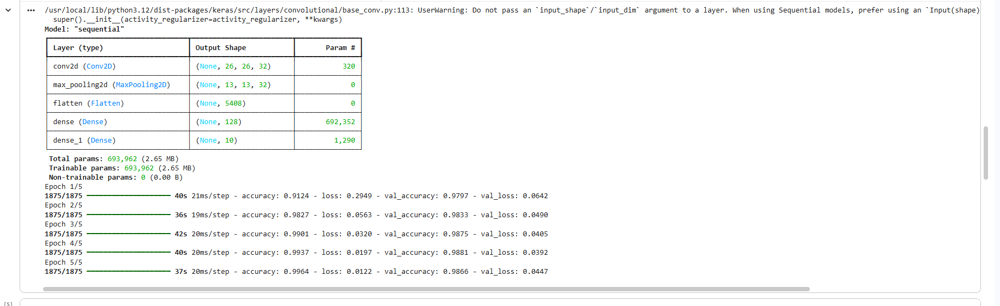 /usr/local/lib/python3.12/dist-packages/keras/src/layers/convolutional/base_conv.py:113: UserWarning: Do not pass an `input_shape`/`input_dim` argument to a layer. When using Sequential models, prefer using an `Input(shape)
super().__init__(activity_regularizer=activity_regularizer, **kwargs)
Model: "sequential"
Layer (type) Output Shape Param #
conv2d (Conv2D) (None, 26, 26, 32) 320
max_pooling2d (MaxPooling2D) (None, 13, 13, 32) 0
flatten (Flatten) (None, 5408) 0
dense (Dense) (None, 128) 692,352
dense_1 (Dense) (None, 10) 1,290
Total params: 693,962 (2.65 MB)
Trainable params: 693,962 (2.65 MB)
Non-trainable params: 0 (0.00 B)
Epoch 1/5
1875/1875 ━━━━━━━━━━━━━━━━━━━━ 40s 21ms/step - accuracy: 0.9124 - loss: 0.2949 - val_accuracy: 0.9797 - val_loss: 0.0642
Epoch 2/5
1875/1875 ━━━━━━━━━━━━━━━━━━━━ 36s 19ms/step - accuracy: 0.9827 - loss: 0.0563 - val_accuracy: 0.9833 - val_loss: 0.0490
Epoch 3/5
1875/1875 ━━━━━━━━━━━━━━━━━━━━ 42s 20ms/step - accuracy: 0.9901 - loss: 0.0320 - val_accuracy: 0.9875 - val_loss: 0.0405
Epoch 4/5
1875/1875 ━━━━━━━━━━━━━━━━━━━━ 40s 20ms/step - accuracy: 0.9937 - loss: 0.0197 - val_accuracy: 0.9881 - val_loss: 0.0392
Epoch 5/5
1875/1875 ━━━━━━━━━━━━━━━━━━━━ 37s 20ms/step - accuracy: 0.9964 - loss: 0.0122 - val_accuracy: 0.9866 - val_loss: 0.0447
[5]